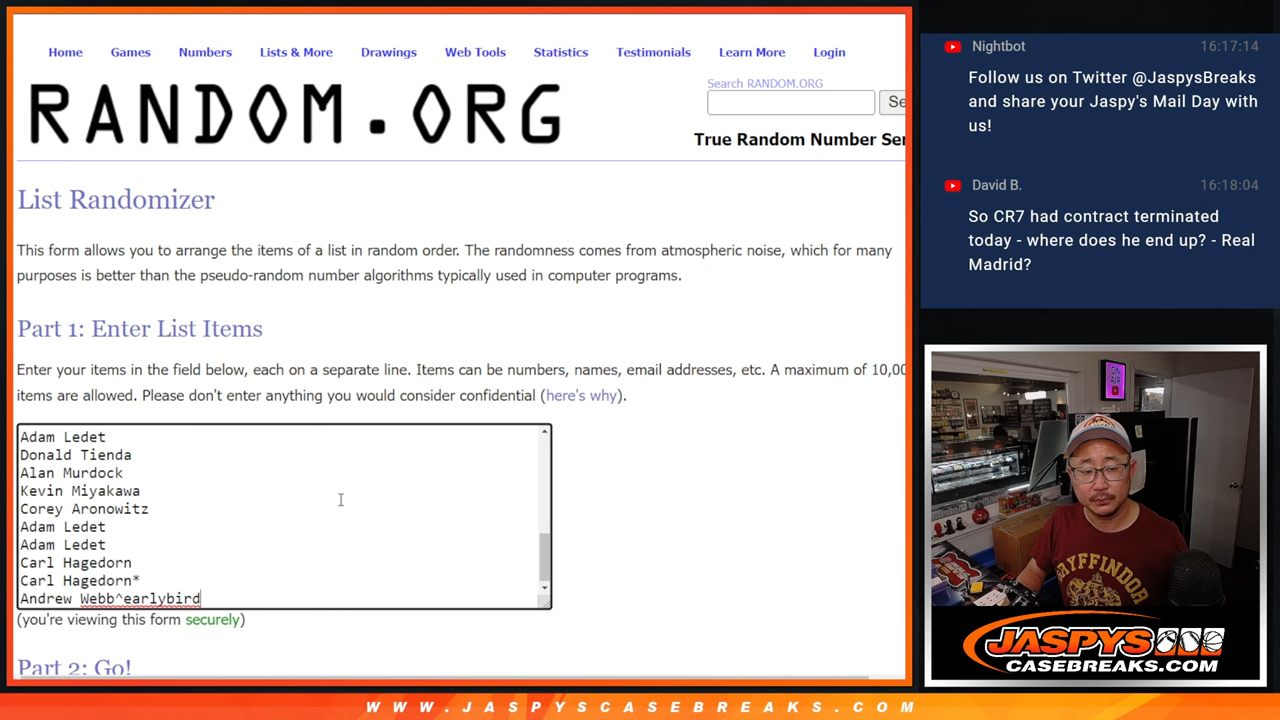 Home Games Numbers Lists & More Drawings Web Tools Statistics Testimonials Learn More Login
RANDOM.ORG
Search RANDOM.ORG
True Random Number Ser
List Randomizer
This form allows you to arrange the items of a list in random order. The randomness comes from atmospheric noise, which for many
purposes is better than the pseudo-random number algorithms typically used in computer programs.
Part 1: Enter List Items
Enter your items in the field below, each on a separate line. Items can be numbers, names, email addresses, etc. A maximum of 10,00
items are allowed. Please don't enter anything you would consider confidential (here's why).
Adam Ledet
Donald Tienda
Alan Murdock
Kevin Miyakawa
Corey Aronowitz
Adam Ledet
Adam Ledet
Carl Hagedorn
Carl Hagedorn*
Andrew Webb^earlybird
(you're viewing this form securely)
Part 2: Go!
Nightbot 16:17:14
Follow us on Twitter @JaspysBreaks
and share your Jaspy's Mail Day with
us!
David B. 16:18:04
So CR7 had contract terminated
today - where does he end up? - Real
Madrid?
ON
AIR
GRYFFINDOR
JASPYS
CASEBREAKS.COM
WWW.JASPYSCASEBREAKS.COM